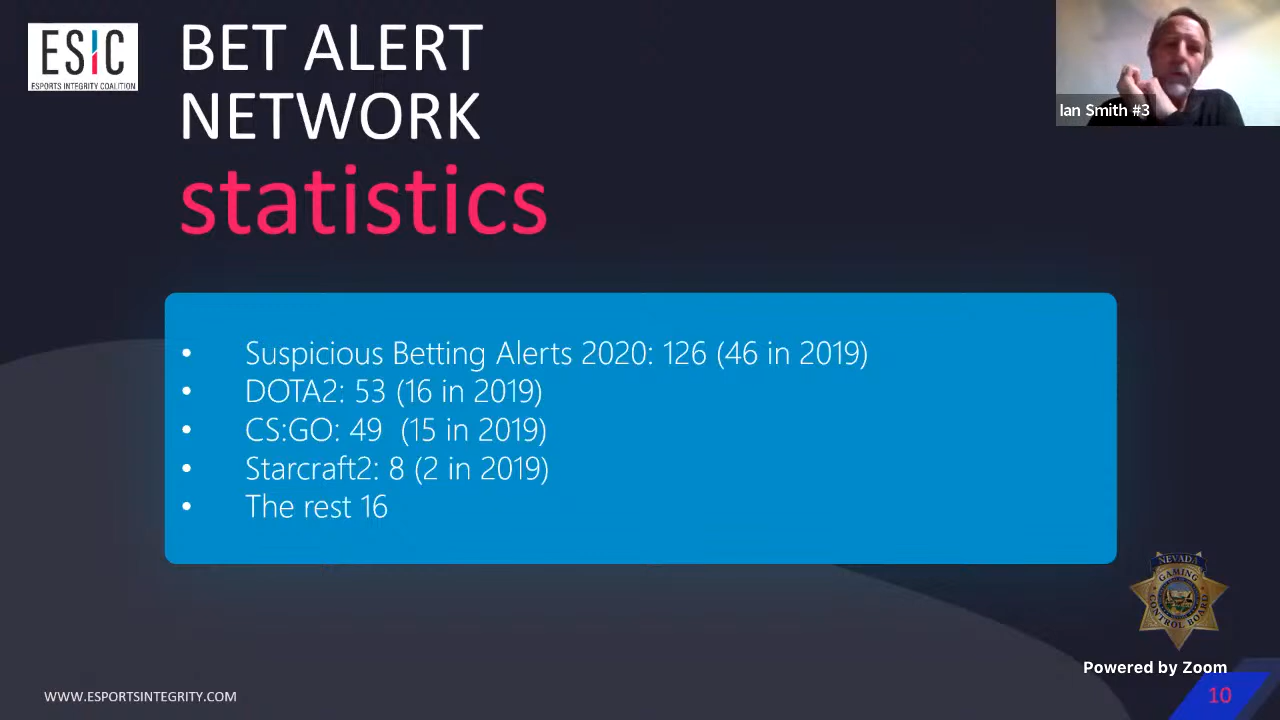 ESIC
ESPORTS INTEGRITY COALITION
BET ALERT
NETWORK
statistics
Ian Smith #3
• Suspicious Betting Alerts 2020: 126 (46 in 2019)
• DOTA2: 53 (16 in 2019)
• CS:GO: 49 (15 in 2019)
• Starcraft2: 8 (2 in 2019)
• The rest 16
NEVADA
GAMING
CONTROL BOARD
Powered by Zoom
WWW.ESPORTSINTEGRITY.COM
10